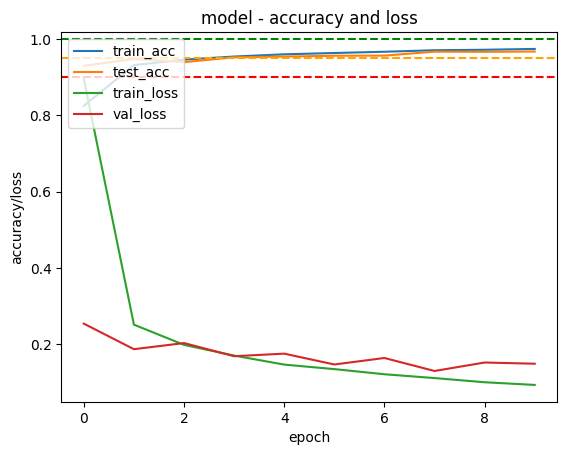 model - accuracy and loss
train_acc
test_acc
train_loss
val_loss
accuracy/loss
1.0
0.8
0.6
0.4
0.2
0 2 4 6 8
epoch